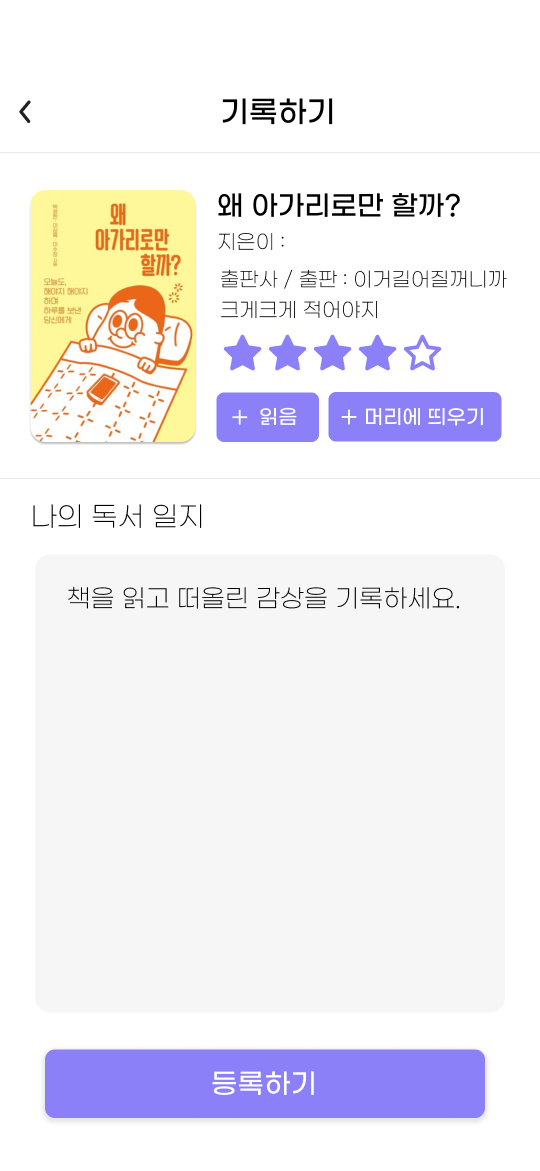 기록하기
왜
아가리로만
할까?
오늘도,
해이지 해이지
하며
하루를 보낸
당신에게
왜 아가리로만 할까?
지은이 :
출판사 / 출판 : 이거길어질꺼니까
크게크게 적어야지
+ 읽음
+ 머리에 띄우기
나의 독서 일지
책을 읽고 떠올린 감상을 기록하세요.
등록하기